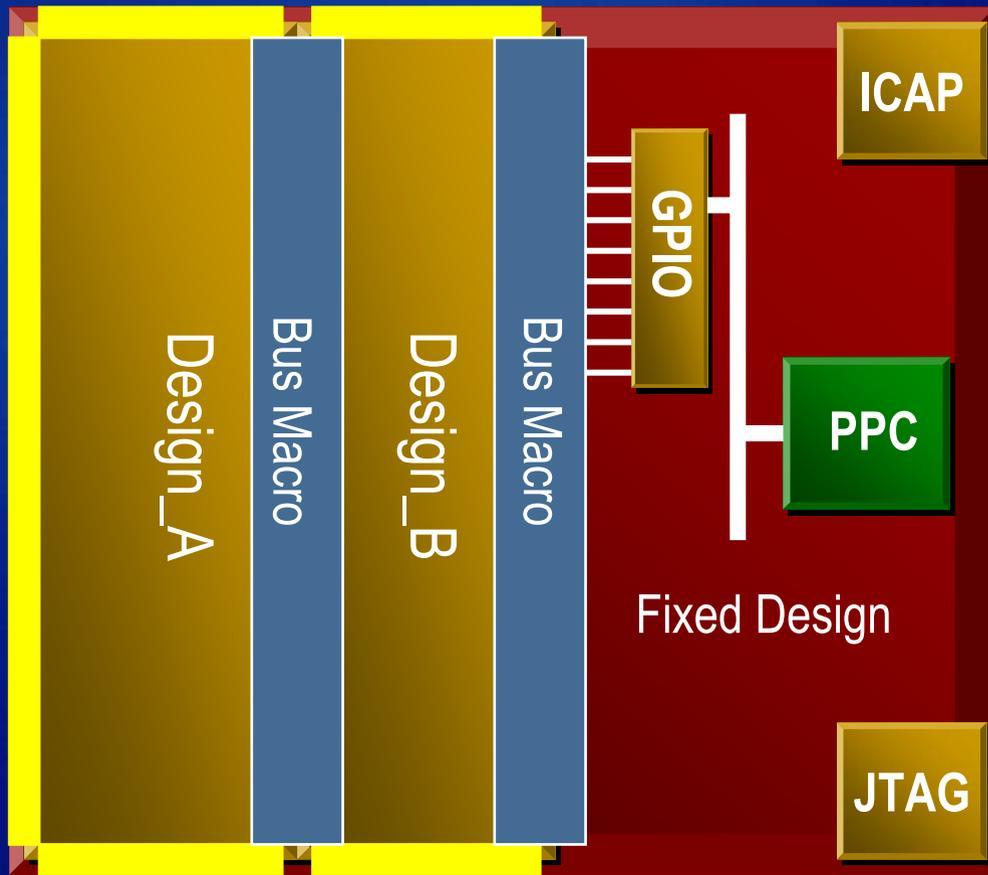 Design_A
Bus Macro
Design_B
Bus Macro
GPIO
ICAP
PPC
Fixed Design
JTAG